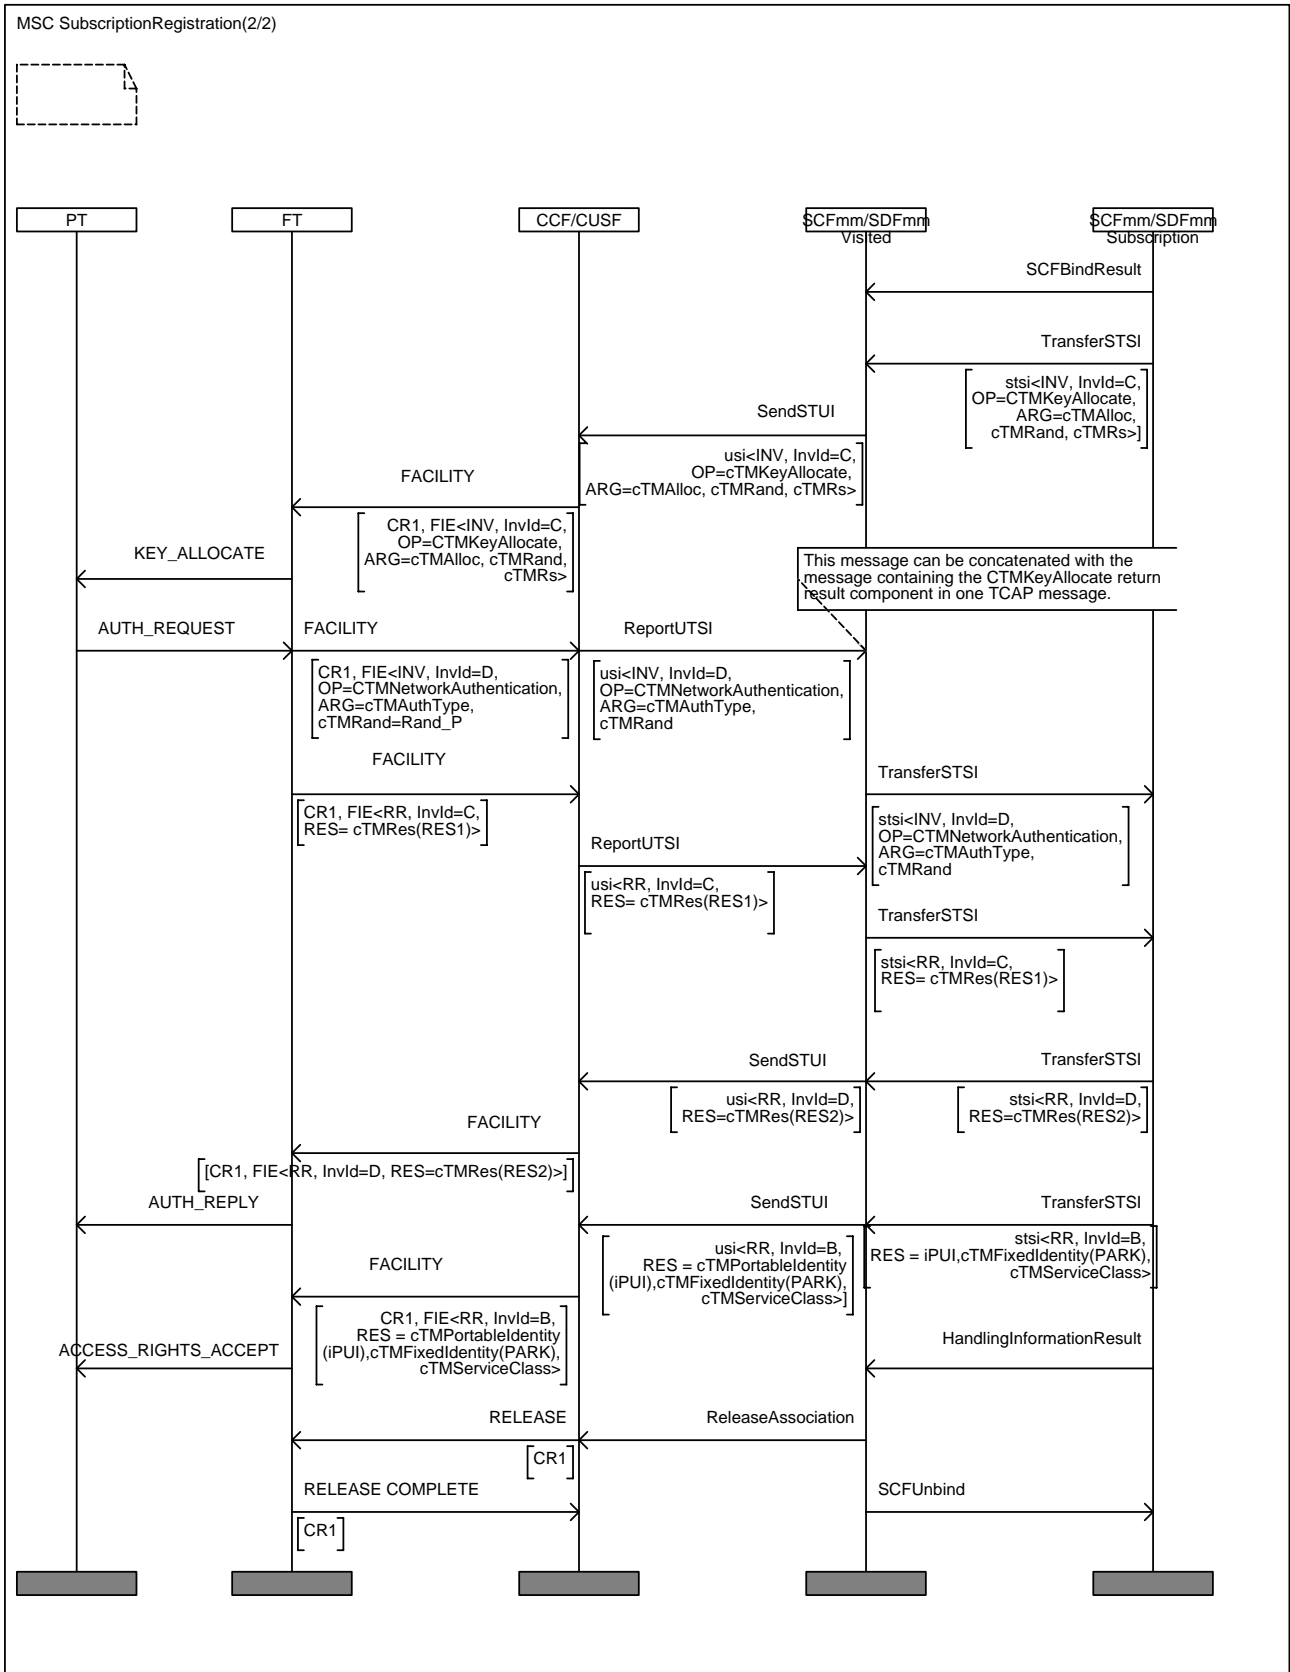 MSC SubscriptionRegistration(2/2)
PT
FT
CCF/CUSF
SCFmm/SDFmm
Visited
SCFmm/SDFmm
Subscription
SCFBindResult
TransferSTSI
stsi<INV, InvId=C,
OP=CTMKeyAllocate,
ARG=cTMAlloc,
cTMRand, cTMRs>]
SendSTUI
usi<INV, InvId=C,
OP=cTMKeyAllocate,
ARG=cTMAlloc, cTMRand, cTMRs>
FACILITY
CR1, FIE<INV, InvId=C,
OP=CTMKeyAllocate,
ARG=cTMAlloc, cTMRand,
cTMRs>
KEY_ALLOCATE
This message can be concatenated with the
message containing the CTMKeyAllocate return
result component in one TCAP message.
AUTH_REQUEST
FACILITY
ReportUTSI
CR1, FIE<INV, InvId=D,
OP=CTMNetworkAuthentication,
ARG=cTMAuthType,
cTMRand=Rand_P
usi<INV, InvId=D,
OP=CTMNetworkAuthentication,
ARG=cTMAuthType,
cTMRand
FACILITY
TransferSTSI
CR1, FIE<RR, InvId=C,
RES= cTMRes(RES1)>
stsi<INV, InvId=D,
OP=CTMNetworkAuthentication,
ARG=cTMAuthType,
cTMRand
ReportUTSI
usi<RR, InvId=C,
RES= cTMRes(RES1)>
TransferSTSI
stsi<RR, InvId=C,
RES= cTMRes(RES1)>
SendSTUI
TransferSTSI
usi<RR, InvId=D,
RES=cTMRes(RES2)>
stsi<RR, InvId=D,
RES=cTMRes(RES2)>
FACILITY
[CR1, FIE<RR, InvId=D, RES=cTMRes(RES2)>]
AUTH_REPLY
SendSTUI
TransferSTSI
usi<RR, InvId=B,
RES = cTMPortableIdentity
(iPUI),cTMFixedIdentity(PARK),
cTMServiceClass>]
stsi<RR, InvId=B,
RES = iPUI,cTMFixedIdentity(PARK),
cTMServiceClass>
FACILITY
CR1, FIE<RR, InvId=B,
RES = cTMPortableIdentity
(iPUI),cTMFixedIdentity(PARK),
cTMServiceClass>
ACCESS_RIGHTS_ACCEPT
HandlingInformationResult
RELEASE
ReleaseAssociation
CR1
RELEASE COMPLETE
SCFUnbind
CR1